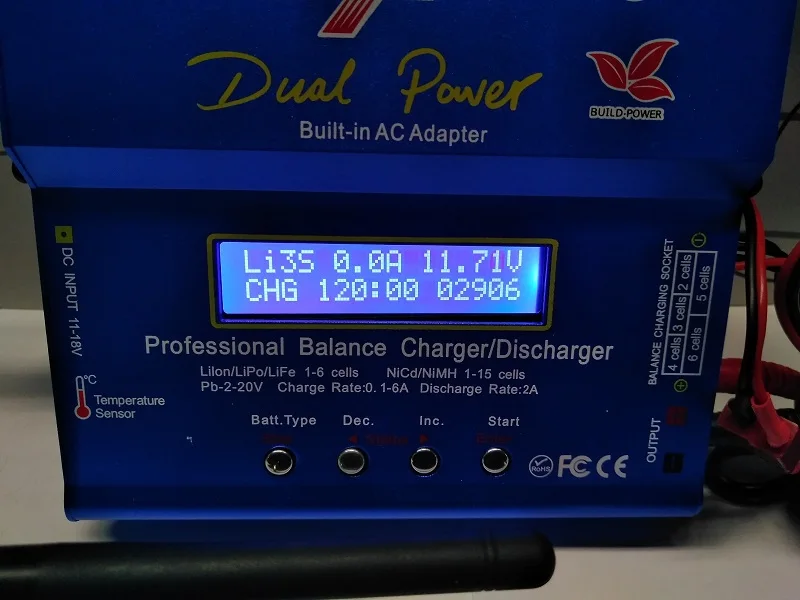 Dual Power
BUILD-POWER
Built-in AC Adapter
DC INPUT 11-18V
Li3S 0.0A 11.71V
CHG 120:00 02906
BALANCE CHARGING SOCKET
2 cells
3 cells
4 cells
5 cells
6 cells
Professional Balance Charger/Discharger
LiIon/LiPo/LiFe 1-6 cells NiCd/NiMH 1-15 cells
Pb-2-20V Charge Rate:0.1-6A Discharge Rate:2A
°C
Temperature
Sensor
Batt.Type Dec. Inc. Start
OUTPUT
RoHS FC CE